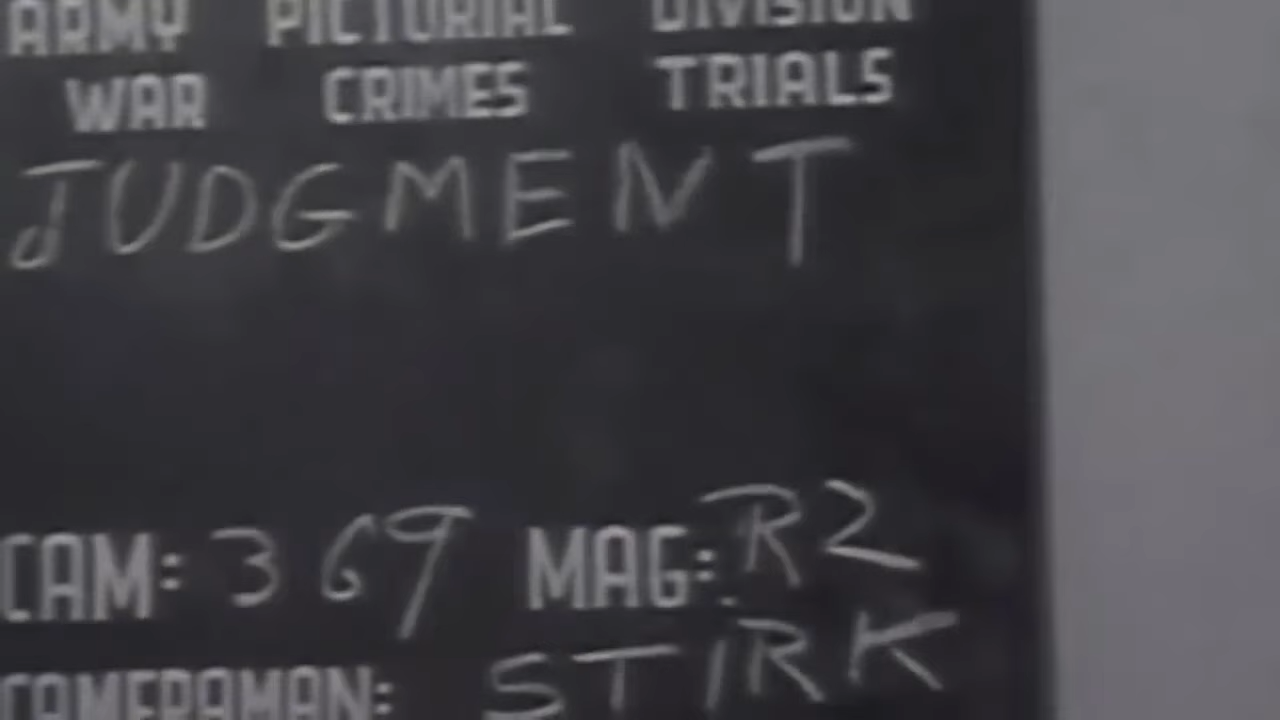 ARMY PICTORIAL DIVISION
WAR CRIMES TRIALS
JUDGMENT
CAM: 369 MAG: R2
CAMERAMAN: STIRK